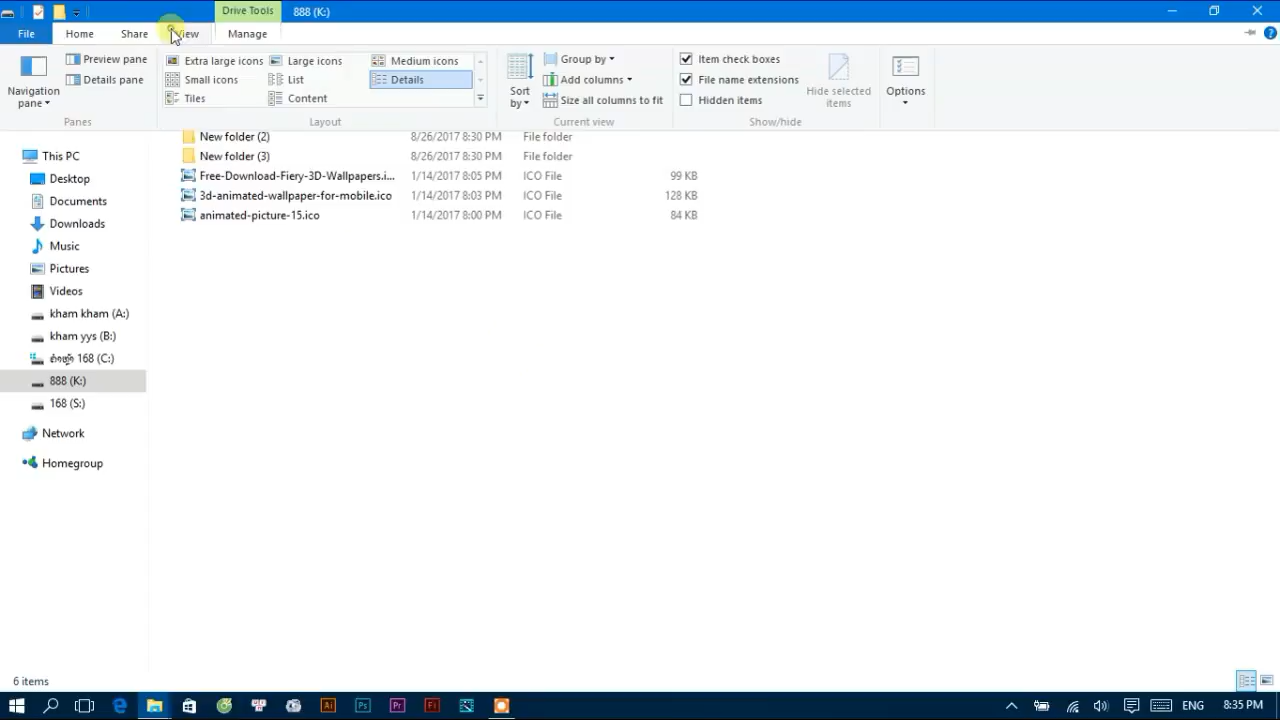 Drive Tools
888 (K:)
File
Home
Share
View
Manage
Navigation pane
Preview pane
Details pane
Panes
Extra large icons
Large icons
Medium icons
Small icons
List
Details
Tiles
Content
Layout
Sort by
Group by
Add columns
Size all columns to fit
Current view
Item check boxes
File name extensions
Hidden items
Hide selected items
Show/hide
Options
New folder (2) 8/26/2017 8:30 PM File folder
New folder (3) 8/26/2017 8:30 PM File folder
Free-Download-Fiery-3D-Wallpapers.i... 1/14/2017 8:05 PM ICO File 99 KB
3d-animated-wallpaper-for-mobile.ico 1/14/2017 8:03 PM ICO File 128 KB
animated-picture-15.ico 1/14/2017 8:00 PM ICO File 84 KB
This PC
Desktop
Documents
Downloads
Music
Pictures
Videos
kham kham (A:)
kham yys (B:)
168 (C:)
888 (K:)
168 (S:)
Network
Homegroup
6 items
Ai
Ps
Pr
Fl
ENG
8:35 PM